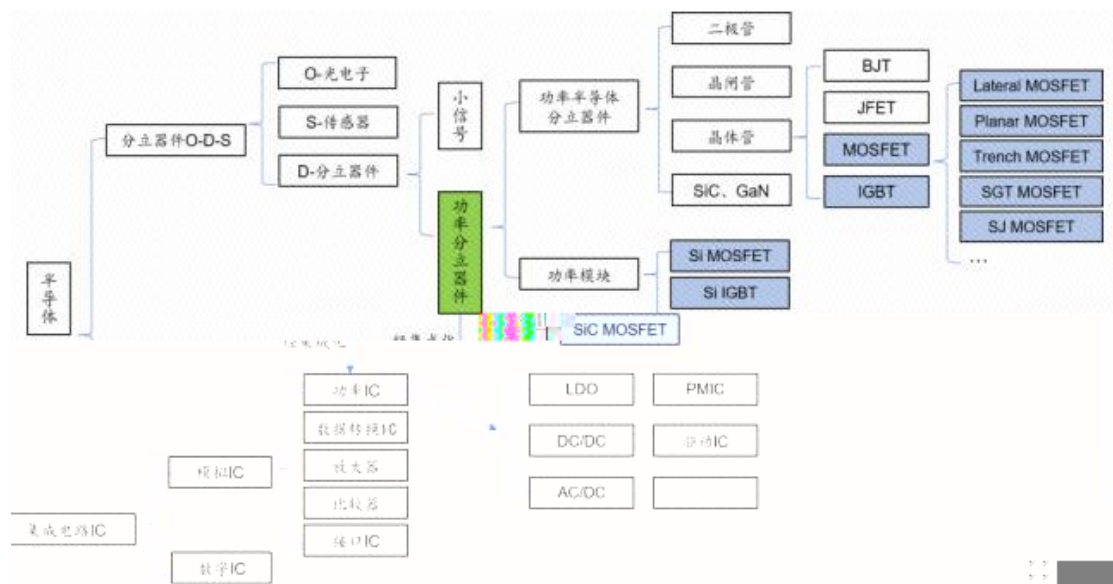 二极管
O-光电子
小信号
功率半导体
分立器件
晶闸管
BJT
Lateral MOSFET
S-传感器
JFET
Planar MOSFET
分立器件O-D-S
晶体管
MOSFET
Trench MOSFET
D-分立器件
SiC、GaN
IGBT
SGT MOSFET
功率分立器件
SJ MOSFET
Si MOSFET
...
半导体
功率模块
Si IGBT
SiC MOSFET
功率IC
LDO
PMIC
数据转换IC
DC/DC
驱动IC
模拟IC
放大器
比较器
AC/DC
集成电路IC
接口IC
数字IC